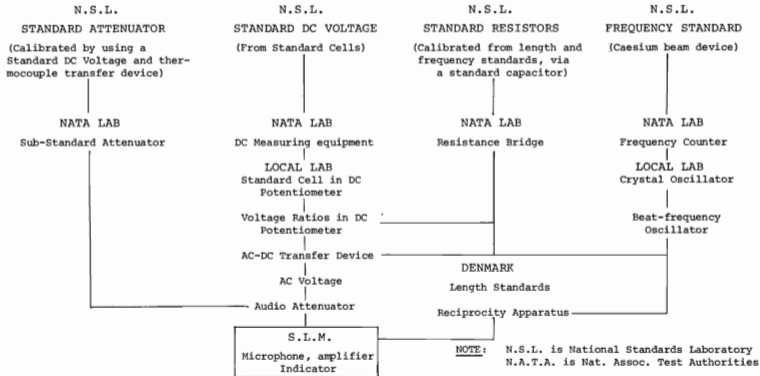 N.S.L.
STANDARD ATTENUATOR
(Calibrated by using a
Standard DC Voltage and ther-
mocouple transfer device)
NATA LAB
Sub-Standard Attenuator
N.S.L.
STANDARD DC VOLTAGE
(From Standard Cells)
NATA LAB
DC Measuring equipment
LOCAL LAB
Standard Cell in DC
Potentiometer
Voltage Ratios in DC
Potentiometer
AC-DC Transfer Device
AC Voltage
Audio Attenuator
S.L.M.
Microphone, amplifier
Indicator
N.S.L.
STANDARD RESISTORS
(Calibrated from length and
frequency standards, via
a standard capacitor)
NATA LAB
Resistance Bridge
DENMARK
Length Standards
Reciprocity Apparatus
N.S.L.
FREQUENCY STANDARD
(Caesium beam device)
NATA LAB
Frequency Counter
LOCAL LAB
Crystal Oscillator
Beat-frequency
Oscillator
NOTE: N.S.L. is National Standards Laboratory
N.A.T.A. is Nat. Assoc. Test Authorities